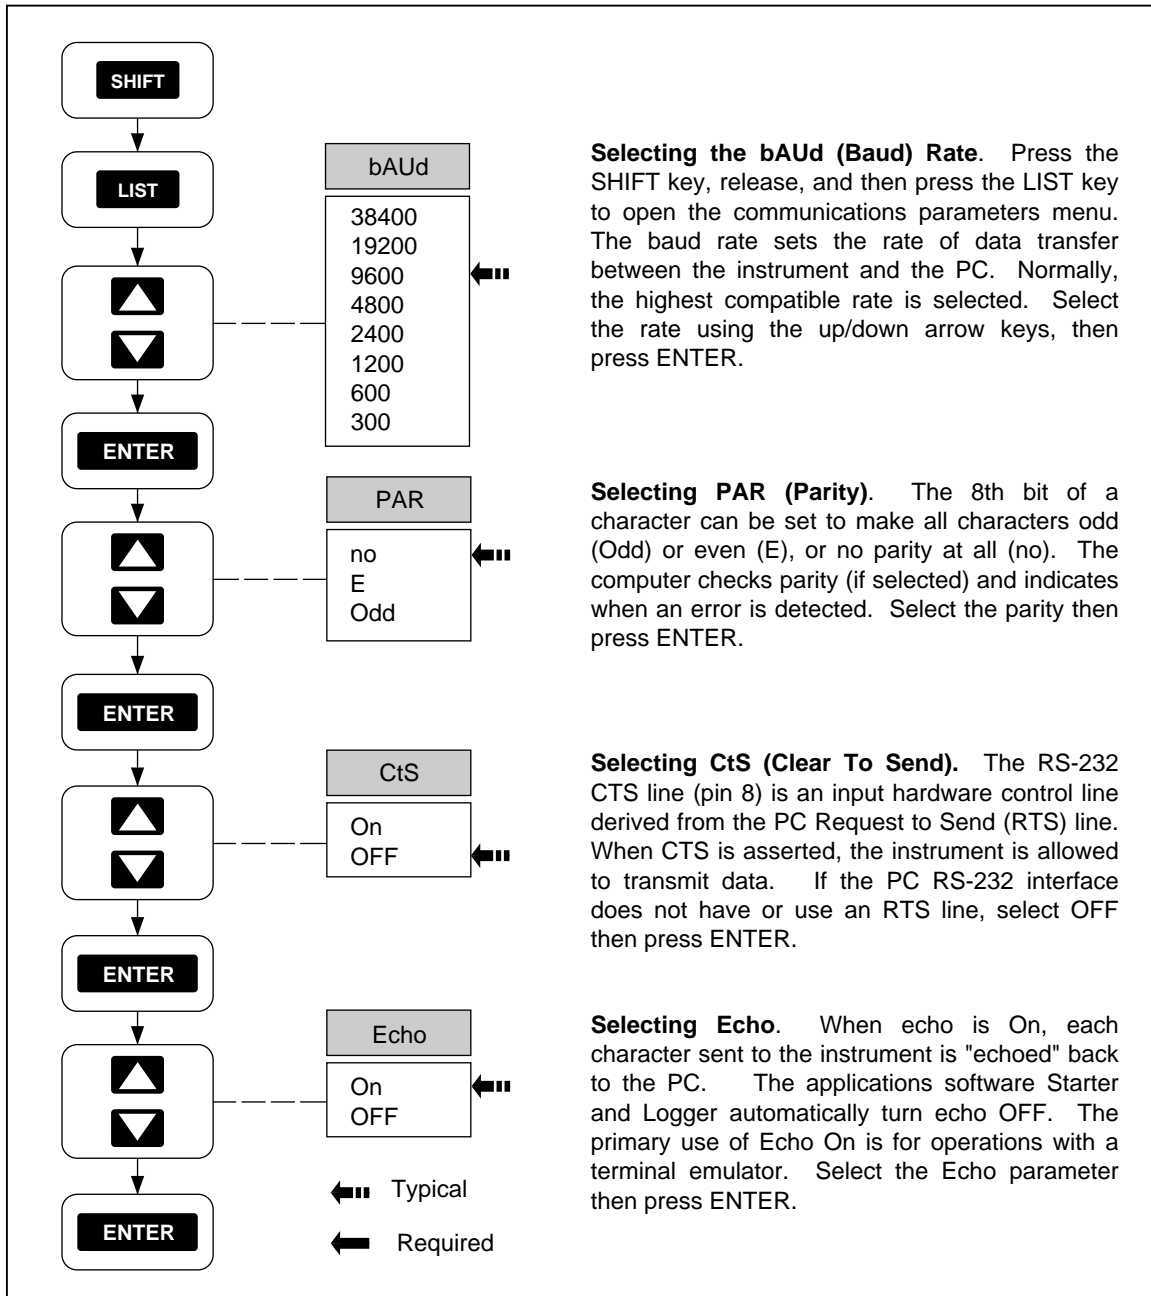 SHIFT
LIST
bAUd
38400
19200
9600
4800
2400
1200
600
300
Selecting the bAUd (Baud) Rate. Press the
SHIFT key, release, and then press the LIST key
to open the communications parameters menu.
The baud rate sets the rate of data transfer
between the instrument and the PC. Normally,
the highest compatible rate is selected. Select
the rate using the up/down arrow keys, then
press ENTER.
ENTER
PAR
no
E
Odd
Selecting PAR (Parity). The 8th bit of a
character can be set to make all characters odd
(Odd) or even (E), or no parity at all (no). The
computer checks parity (if selected) and indicates
when an error is detected. Select the parity then
press ENTER.
ENTER
CtS
On
OFF
Selecting CtS (Clear To Send). The RS-232
CTS line (pin 8) is an input hardware control line
derived from the PC Request to Send (RTS) line.
When CTS is asserted, the instrument is allowed
to transmit data. If the PC RS-232 interface
does not have or use an RTS line, select OFF
then press ENTER.
ENTER
Echo
On
OFF
Selecting Echo. When echo is On, each
character sent to the instrument is "echoed" back
to the PC. The applications software Starter
and Logger automatically turn echo OFF. The
primary use of Echo On is for operations with a
terminal emulator. Select the Echo parameter
then press ENTER.
ENTER
Typical
Required